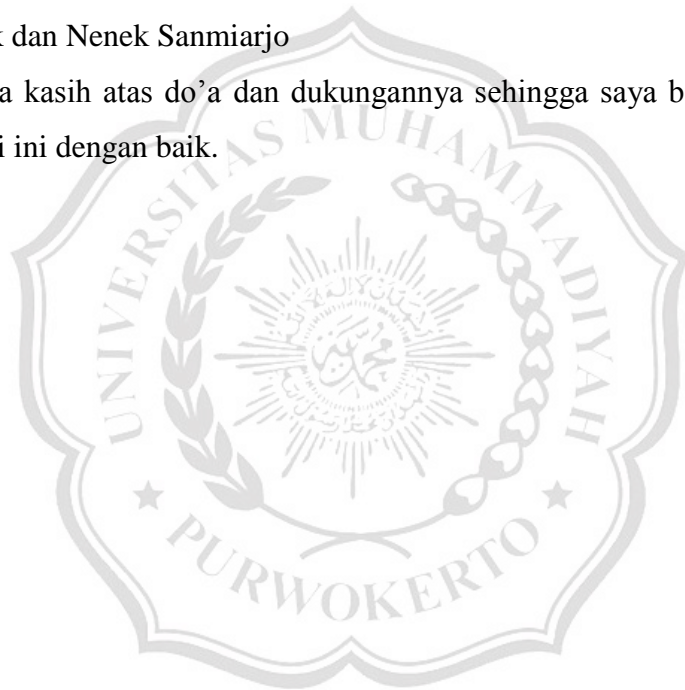 k dan Nenek Sanmiarjo
a kasih atas do’a dan dukungannya sehingga saya b
i ini dengan baik.
UNIVERSITAS MUHAMMADIYAH
PURWOKERTO